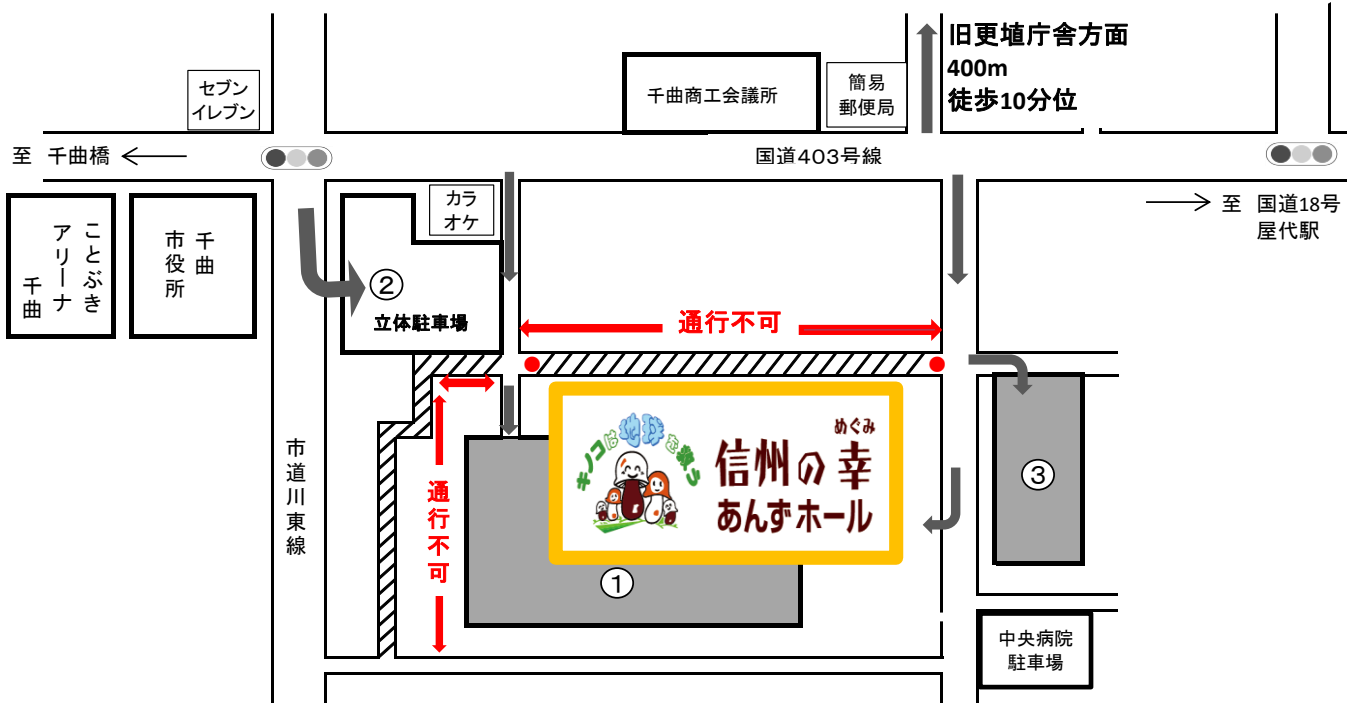 旧更埴庁舎方面
400m
徒歩10分位
セブン
イレブン
千曲商工会議所
簡易
郵便局
至 千曲橋
国道403号線
至 国道18号
屋代駅
カラ
オケ
ことぶき
アリーナ
千曲
千曲
市役所
②
立体駐車場
通行不可
めぐみ
キノコは地球を救う
信州の幸
あんずホール
③
市道川東線
通行不可
①
中央病院
駐車場